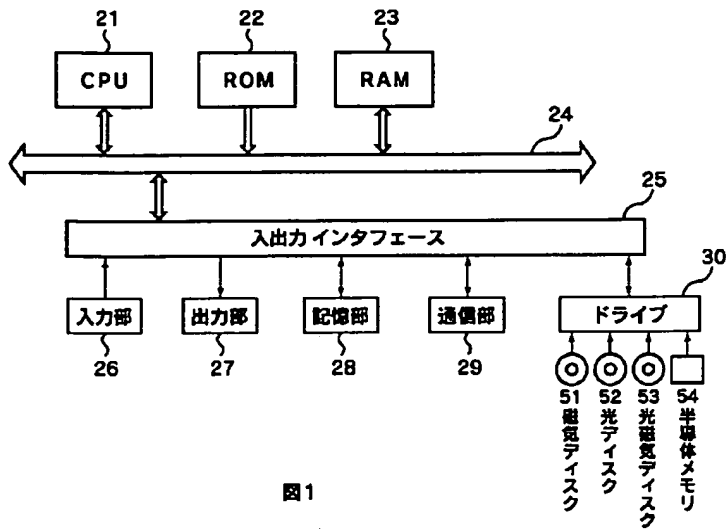 21
22
23
CPU
ROM
RAM
24
25
入出力インタフェース
30
入力部
出力部
記憶部
通信部
ドライブ
26
27
28
29
51
52
53
54
磁気ディスク
光ディスク
光磁気ディスク
半導体メモリ
図1